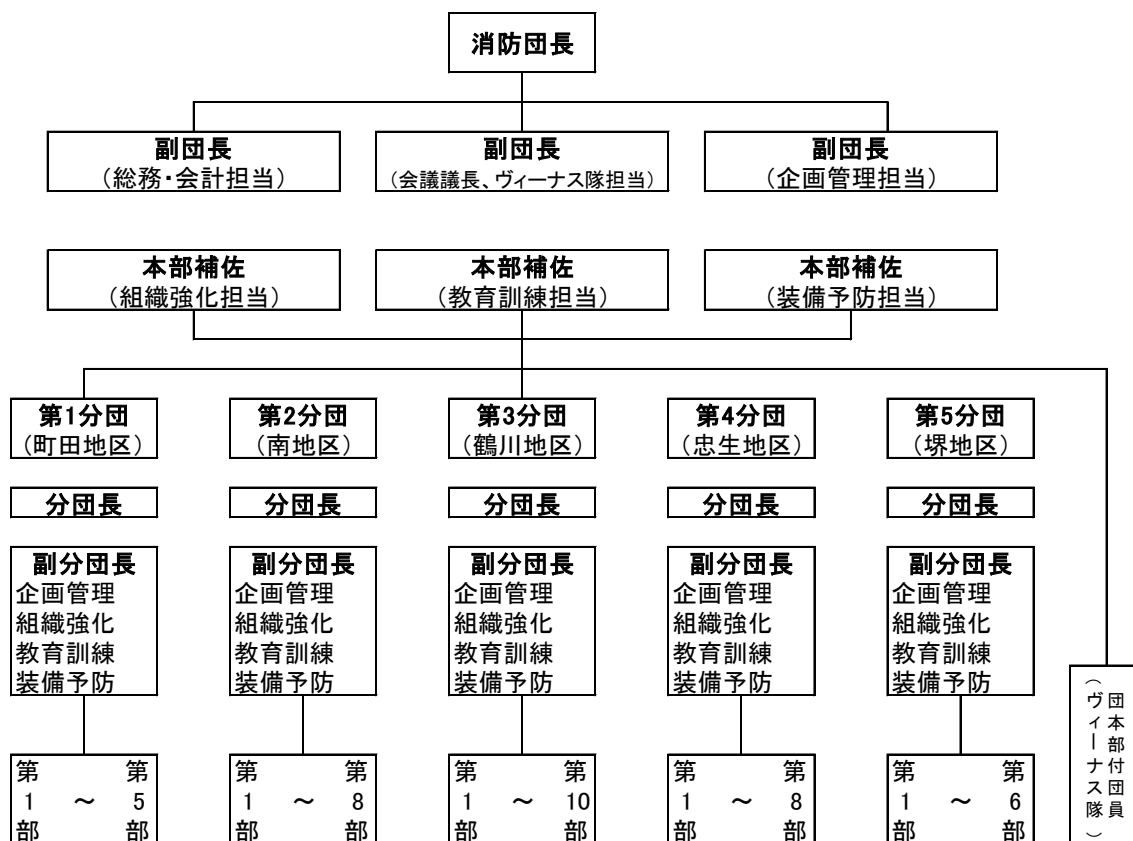 消防団長
副団長
（総務・会計担当）
副団長
（会議議長、ヴィーナス隊担当）
副団長
（企画管理担当）
本部補佐
（組織強化担当）
本部補佐
（教育訓練担当）
本部補佐
（装備予防担当）
第1分団
（町田地区）
第2分団
（南地区）
第3分団
（鶴川地区）
第4分団
（忠生地区）
第5分団
（堺地区）
分団長
分団長
分団長
分団長
分団長
副分団長
企画管理
組織強化
教育訓練
装備予防
副分団長
企画管理
組織強化
教育訓練
装備予防
副分団長
企画管理
組織強化
教育訓練
装備予防
副分団長
企画管理
組織強化
教育訓練
装備予防
副分団長
企画管理
組織強化
教育訓練
装備予防
団本部付団員
（ヴィーナス隊）
第1部～第5部
第1部～第8部
第1部～第10部
第1部～第8部
第1部～第6部